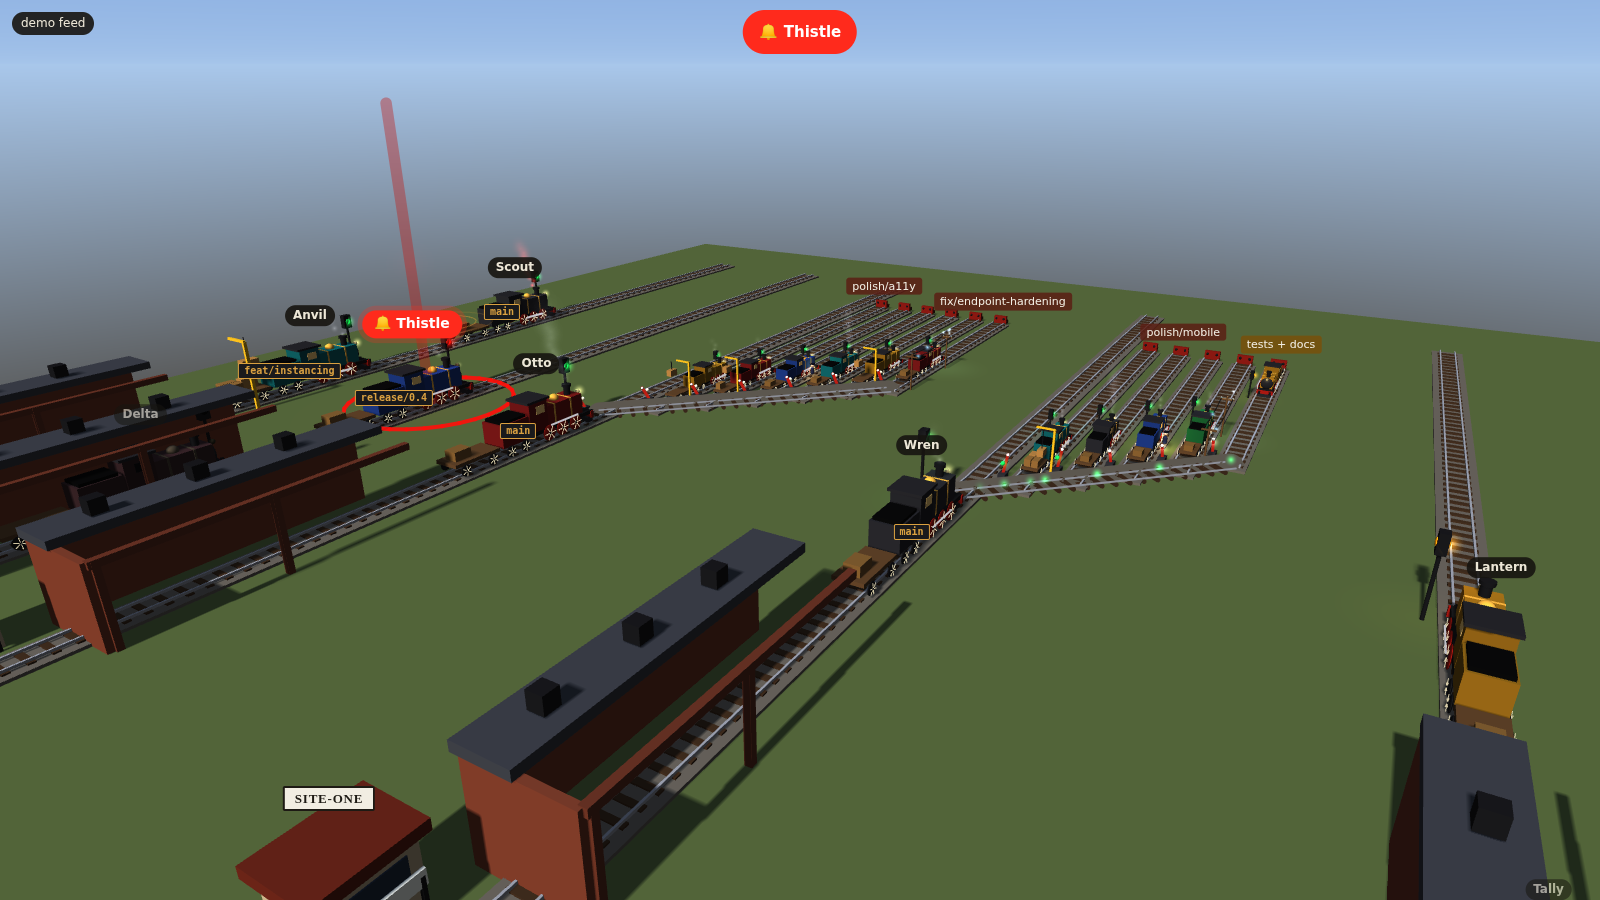 demo feed
🔔 Thistle
Scout
polish/a11y
fix/endpoint-hardening
main
Anvil
🔔 Thistle
polish/mobile
tests + docs
Otto
feat/instancing
release/0.4
Delta
main
Wren
main
Lantern
SITE-ONE
Tally